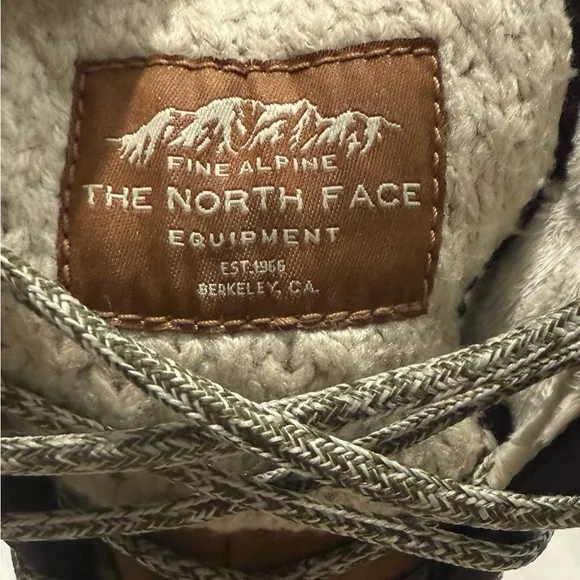 FINE ALPINE
THE NORTH FACE
EQUIPMENT
EST.1966
BERKELEY, CA.